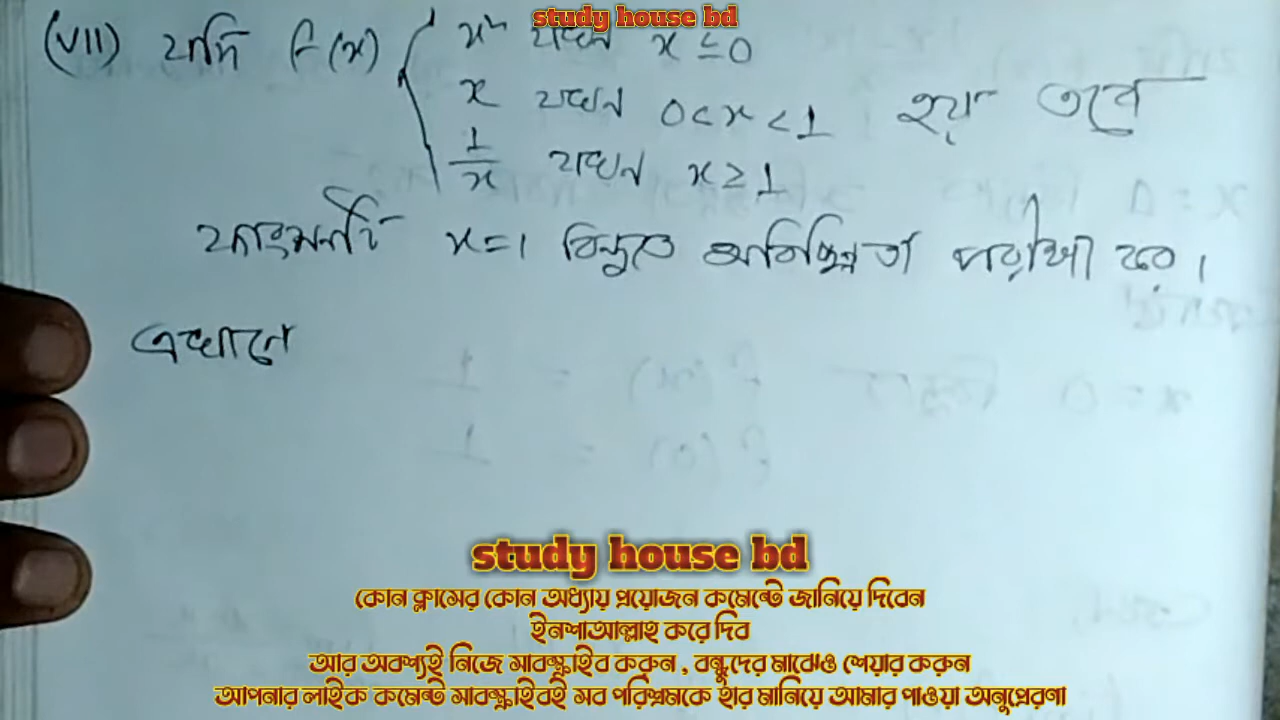 study house bd
(VII) যদি f(x) { x² যখন x ≤ 0
x যখন 0 < x < 1 হয় তবে
1/x যখন x ≥ 1
ফাংশনটি x = 1 বিন্দুতে অবিচ্ছিন্নতা পরীক্ষা কর।
এখানে
study house bd
কোন ক্লাসের কোন অধ্যায় প্রয়োজন কমেন্টে জানিয়ে দিবেন
ইনশাআল্লাহ করে দিব
আর অবশ্যই নিজে সাবস্ক্রাইব করুন , বন্ধুদের মাঝেও শেয়ার করুন
আপনার লাইক কমেন্ট সাবস্ক্রাইবই সব পরিশ্রমকে হার মানিয়ে আমার পাওয়া অনুপ্রেরণা